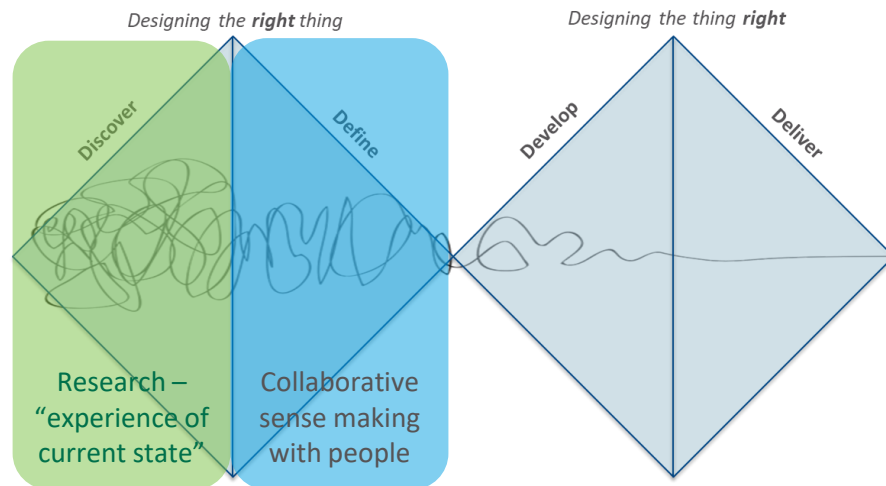 Designing the right thing
Designing the thing right
Discover
Define
Develop
Deliver
Research –
“experience of
current state”
Collaborative
sense making
with people